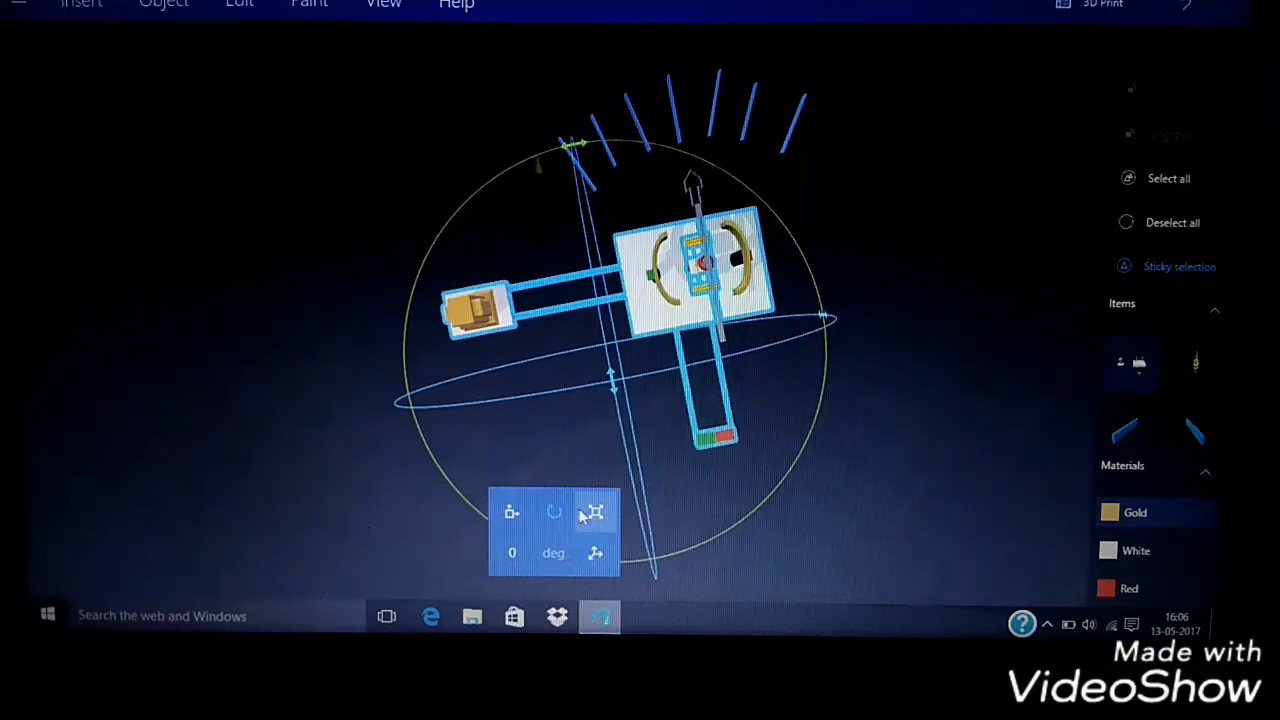 Insert Object Edit Paint View Help
3D Print ?
Select all
Deselect all
Sticky selection
Items
Materials
Gold
White
Red
0 deg
Search the web and Windows
?
16:06
13-05-2017
Made with
VideoShow